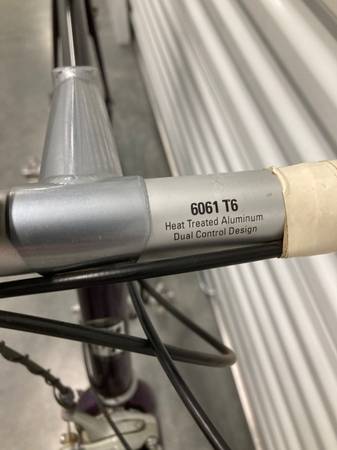 6061 T6
Heat Treated Aluminum
Dual Control Design